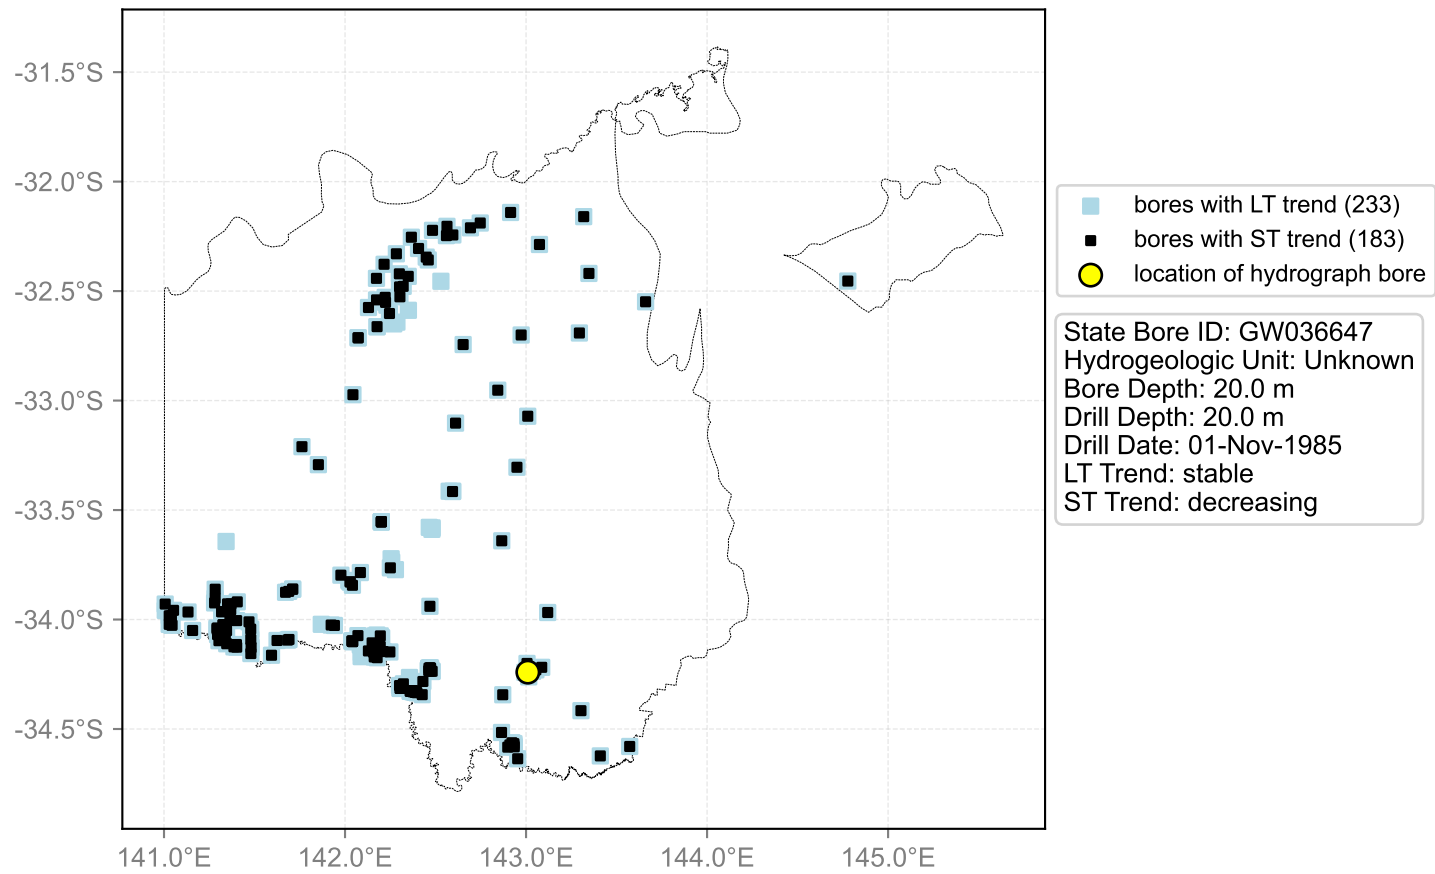 -31.5°S
-32.0°S
-32.5°S
-33.0°S
-33.5°S
-34.0°S
-34.5°S
141.0°E
142.0°E
143.0°E
144.0°E
145.0°E
bores with LT trend (233)
bores with ST trend (183)
location of hydrograph bore
State Bore ID: GW036647
Hydrogeologic Unit: Unknown
Bore Depth: 20.0 m
Drill Depth: 20.0 m
Drill Date: 01-Nov-1985
LT Trend: stable
ST Trend: decreasing